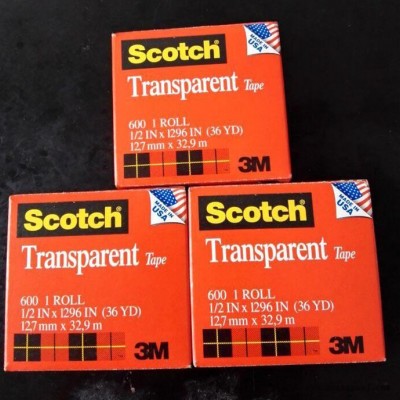 Scotch®
MADE IN
USA
Transparent Tape
600 1 ROLL
1/2 IN x 1296 IN (36 YD)
12,7 mm x 32,9 m
3M
Scotch®
MADE IN
USA
Transparent Tape
600 1 ROLL
1/2 IN x 1296 IN (36 YD)
12,7 mm x 32,9 m
3M
Scotch®
MADE IN
USA
Transparent Tape
600 1 ROLL
1/2 IN x 1296 IN (36 YD)
12,7 mm x 32,9 m
3M